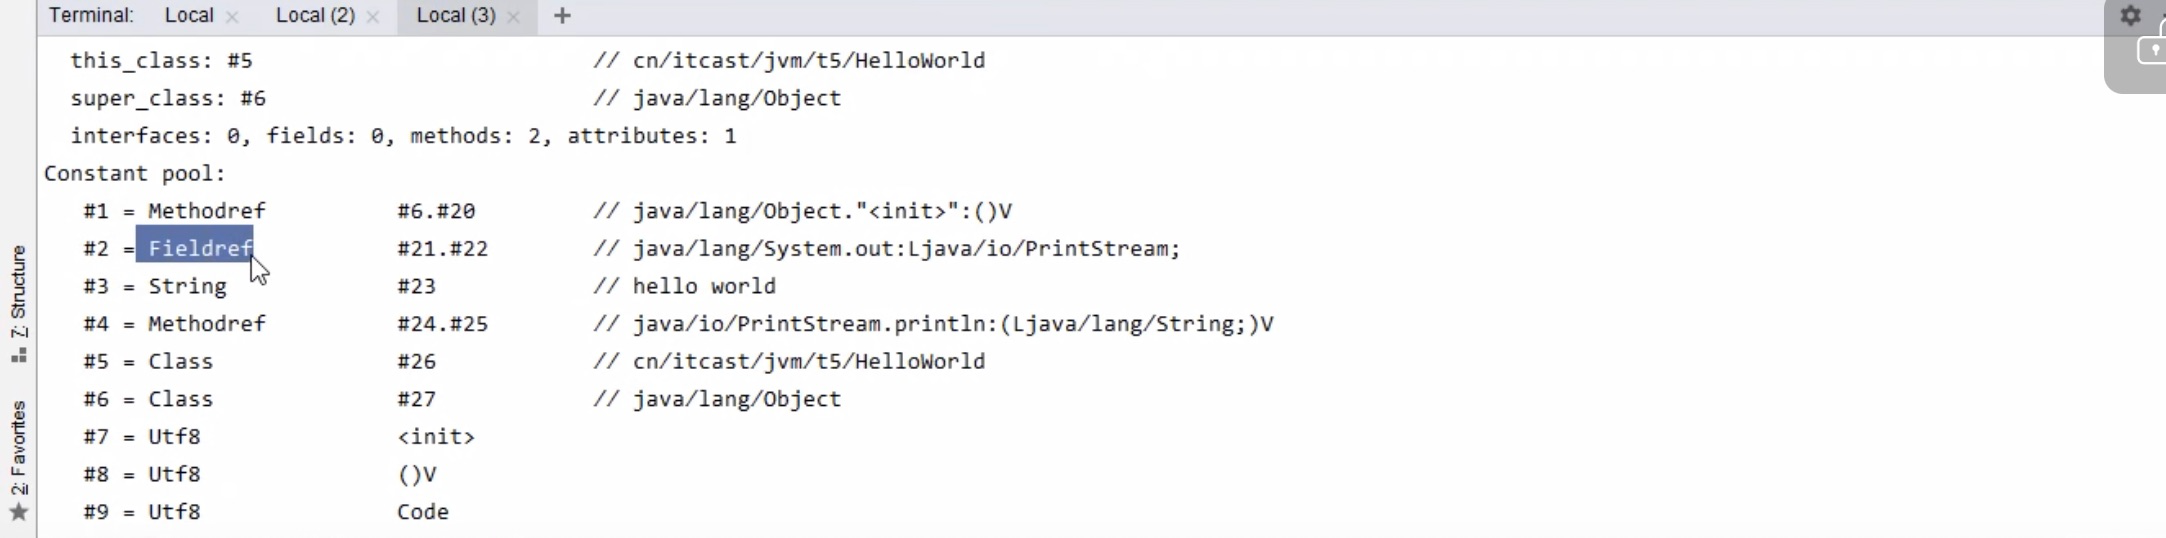 Terminal: Local × Local (2) × Local (3) × +
this_class: #5 // cn/itcast/jvm/t5/HelloWorld
super_class: #6 // java/lang/Object
interfaces: 0, fields: 0, methods: 2, attributes: 1
Constant pool:
#1 = Methodref #6.#20 // java/lang/Object."<init>":()V
#2 = Fieldref #21.#22 // java/lang/System.out:Ljava/io/PrintStream;
#3 = String #23 // hello world
#4 = Methodref #24.#25 // java/io/PrintStream.println:(Ljava/lang/String;)V
#5 = Class #26 // cn/itcast/jvm/t5/HelloWorld
#6 = Class #27 // java/lang/Object
#7 = Utf8 <init>
#8 = Utf8 ()V
#9 = Utf8 Code
7: Structure
2: Favorites